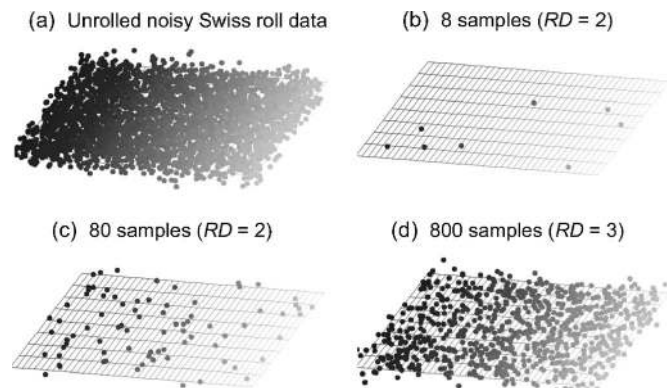 (a) Unrolled noisy Swiss roll data
(b) 8 samples (RD = 2)
(c) 80 samples (RD = 2)
(d) 800 samples (RD = 3)